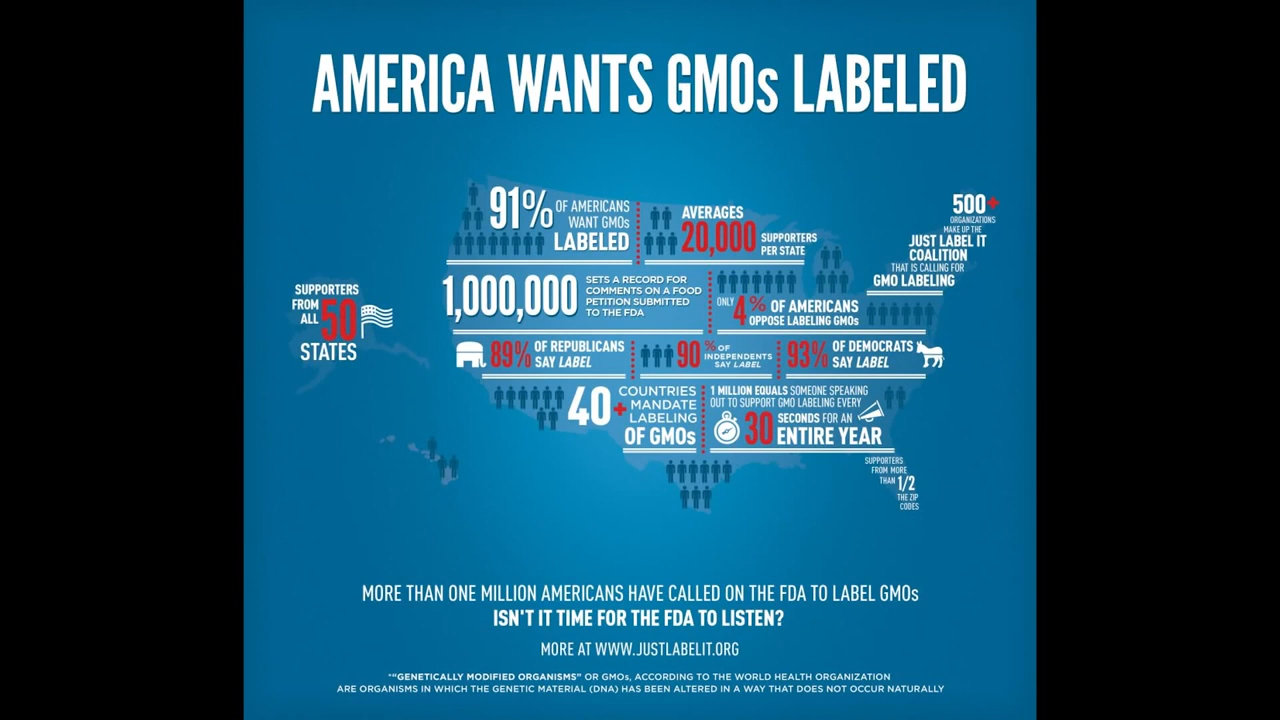 AMERICA WANTS GMOs LABELED
91% OF AMERICANS
WANT GMOs
LABELED
AVERAGES
20,000 SUPPORTERS
PER STATE
500+
ORGANIZATIONS
MAKE UP THE
JUST LABEL IT
COALITION
THAT IS CALLING FOR
GMO LABELING
SUPPORTERS
FROM
ALL 50
STATES
1,000,000 SETS A RECORD FOR
COMMENTS ON A FOOD
PETITION SUBMITTED
TO THE FDA
ONLY 4% OF AMERICANS
OPPOSE LABELING GMOs
89% OF REPUBLICANS
SAY LABEL
90% OF
INDEPENDENTS
SAY LABEL
93% OF DEMOCRATS
SAY LABEL
40+ COUNTRIES
MANDATE
LABELING
OF GMOs
1 MILLION EQUALS SOMEONE SPEAKING
OUT TO SUPPORT GMO LABELING EVERY
30 SECONDS FOR AN
ENTIRE YEAR
SUPPORTERS
FROM MORE
THAN 1/2
THE ZIP
CODES
MORE THAN ONE MILLION AMERICANS HAVE CALLED ON THE FDA TO LABEL GMOs
ISN'T IT TIME FOR THE FDA TO LISTEN?
MORE AT WWW.JUSTLABELIT.ORG
*"GENETICALLY MODIFIED ORGANISMS" OR GMOs, ACCORDING TO THE WORLD HEALTH ORGANIZATION
ARE ORGANISMS IN WHICH THE GENETIC MATERIAL (DNA) HAS BEEN ALTERED IN A WAY THAT DOES NOT OCCUR NATURALLY